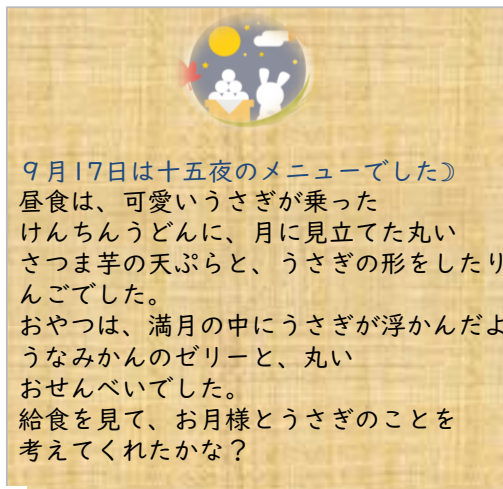 ９月17日は十五夜のメニューでした☽
昼食は、可愛いうさぎが乗った
けんちんうどんに、月に見立てた丸い
さつま芋の天ぷらと、うさぎの形をしたり
んごでした。
おやつは、満月の中にうさぎが浮かんだよ
うなみかんのゼリーと、丸い
おせんべいでした。
給食を見て、お月様とうさぎのことを
考えてくれたかな？